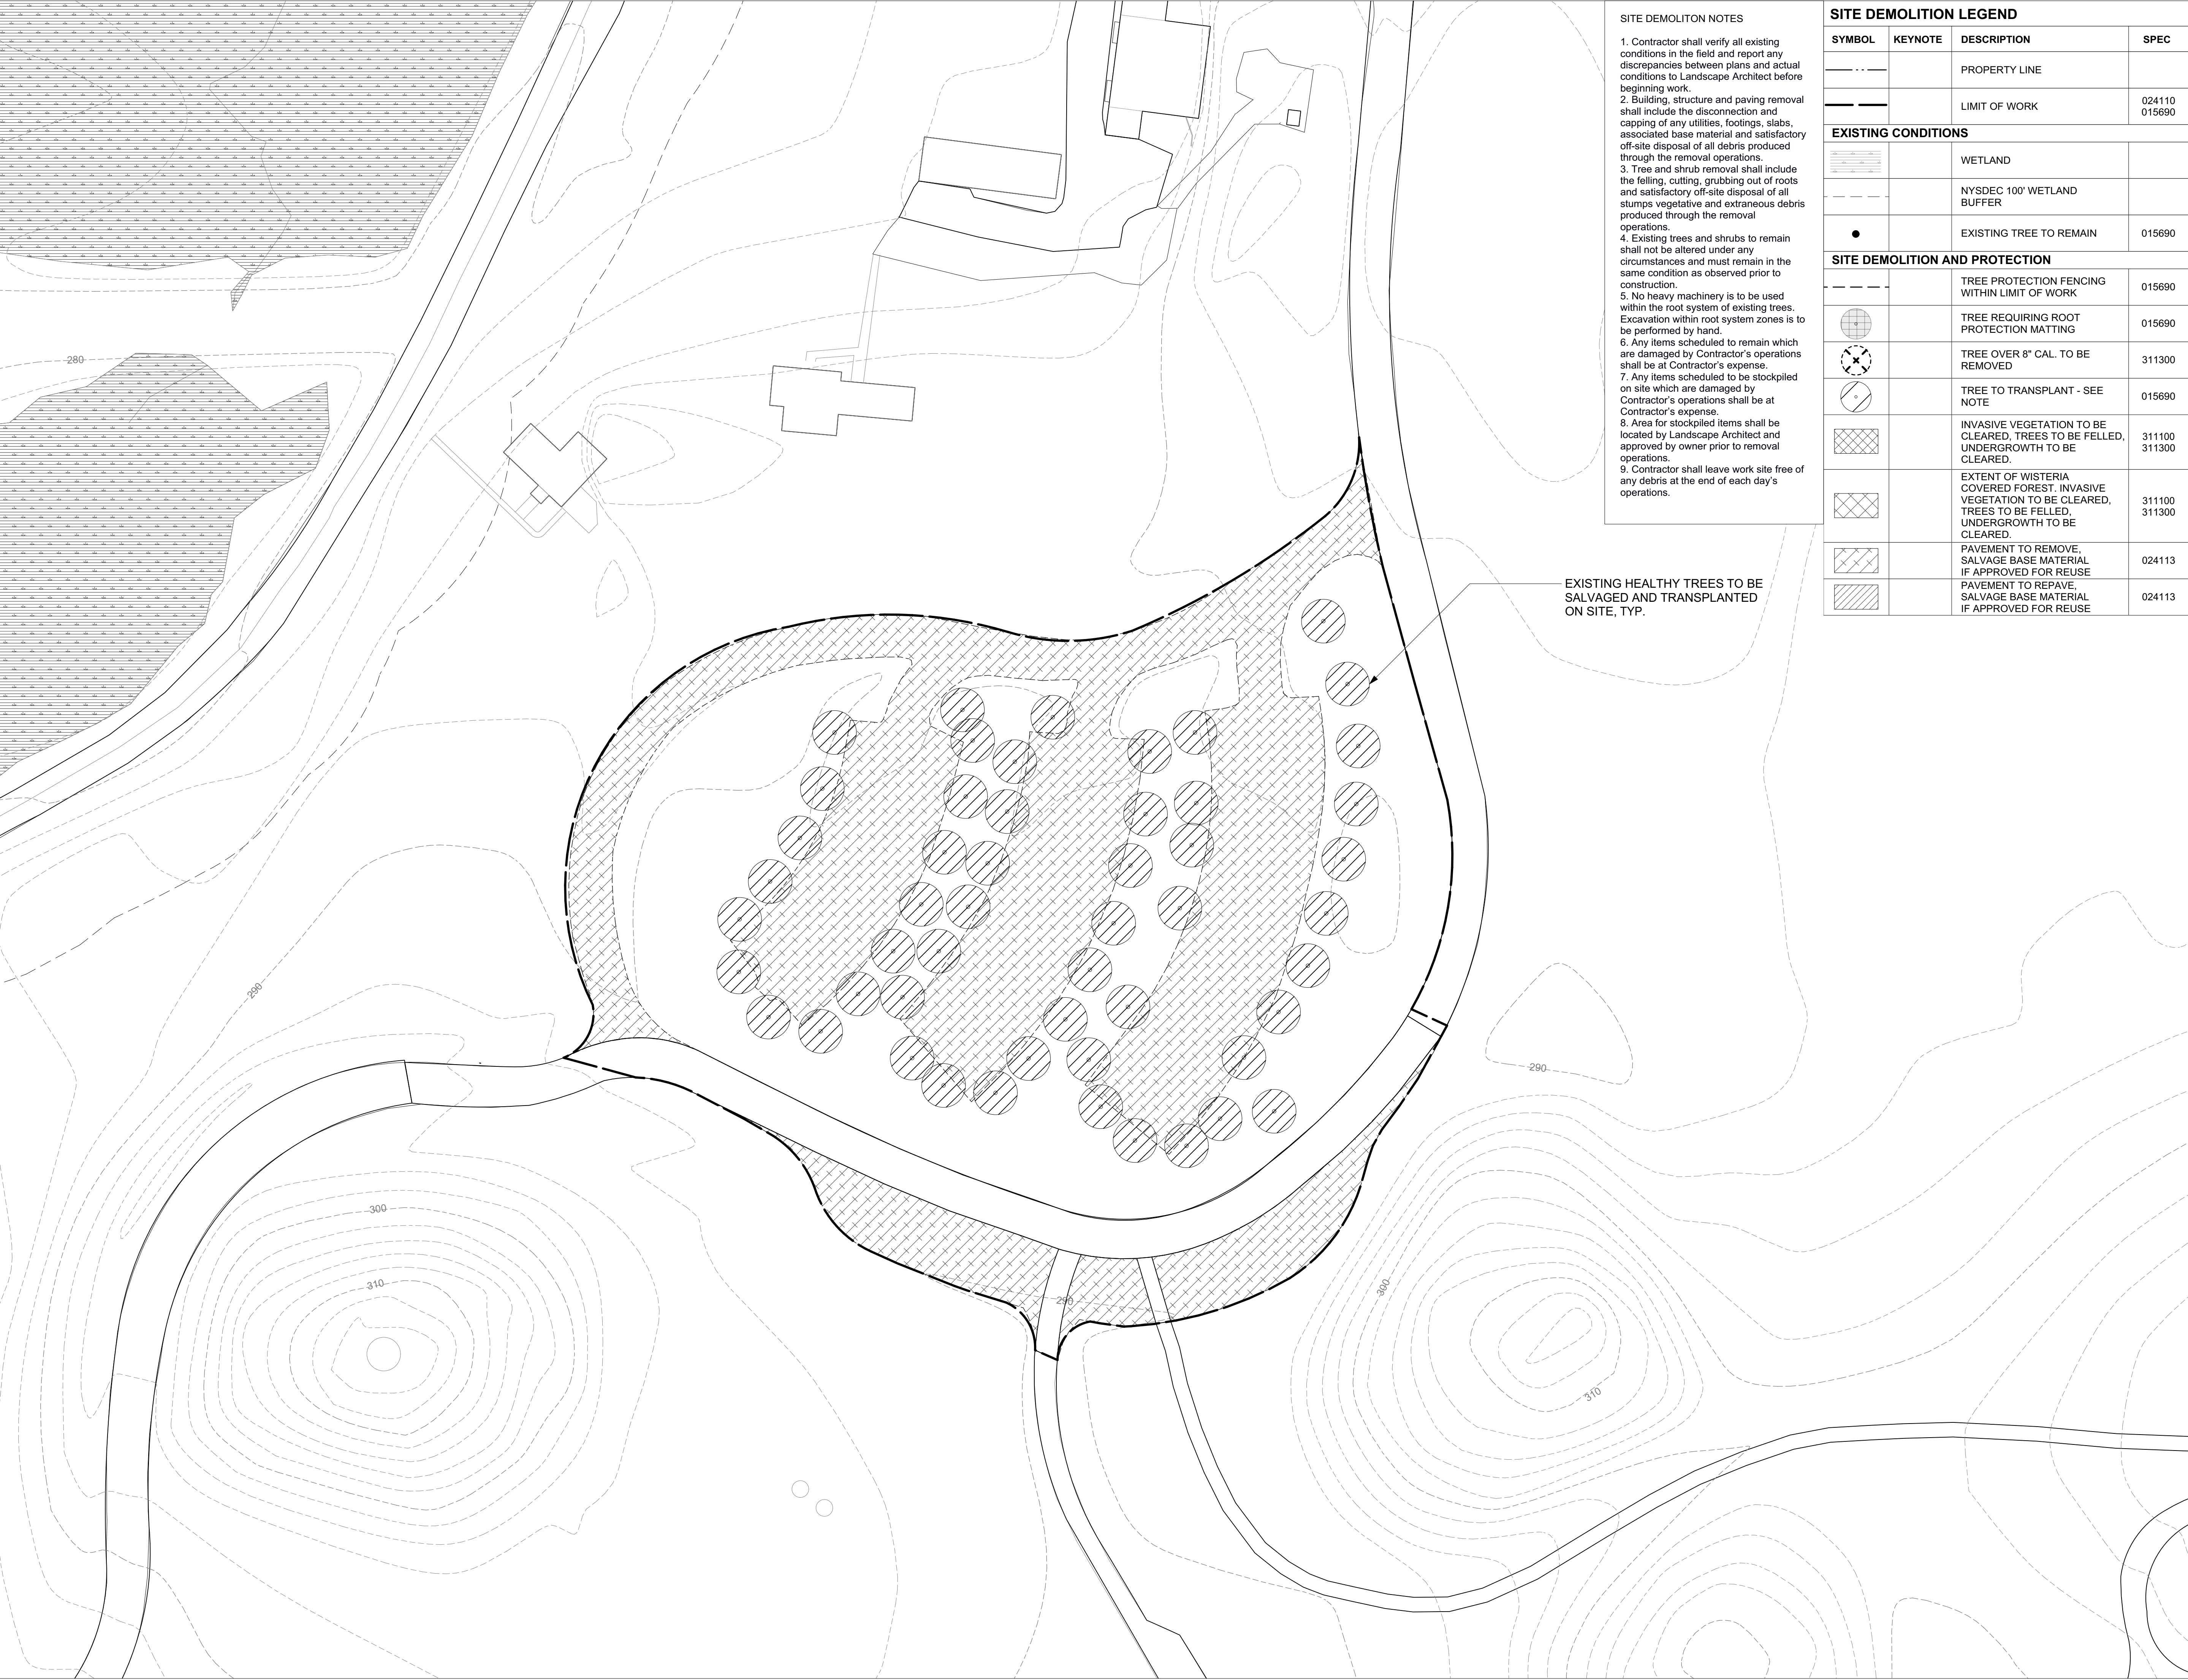 SITE DEMOLITON NOTES
1. Contractor shall verify all existing
conditions in the field and report any
discrepancies between plans and actual
conditions to Landscape Architect before
beginning work.
2. Building, structure and paving removal
shall include the disconnection and
capping of any utilities, footings, slabs,
associated base material and satisfactory
off-site disposal of all debris produced
through the removal operations.
3. Tree and shrub removal shall include
the felling, cutting, grubbing out of roots
and satisfactory off-site disposal of all
stumps vegetative and extraneous debris
produced through the removal
operations.
4. Existing trees and shrubs to remain
shall not be altered under any
circumstances and must remain in the
same condition as observed prior to
construction.
5. No heavy machinery is to be used
within the root system of existing trees.
Excavation within root system zones is to
be performed by hand.
6. Any items scheduled to remain which
are damaged by Contractor's operations
shall be at Contractor's expense.
7. Any items scheduled to be stockpiled
on site which are damaged by
Contractor's operations shall be at
Contractor's expense.
8. Area for stockpiled items shall be
located by Landscape Architect and
approved by owner prior to removal
operations.
9. Contractor shall leave work site free of
any debris at the end of each day's
operations.
SITE DEMOLITION LEGEND
SYMBOL KEYNOTE DESCRIPTION SPEC
PROPERTY LINE
LIMIT OF WORK
024110
015690
EXISTING CONDITIONS
WETLAND
NYSDEC 100' WETLAND
BUFFER
EXISTING TREE TO REMAIN 015690
SITE DEMOLITION AND PROTECTION
TREE PROTECTION FENCING
WITHIN LIMIT OF WORK
015690
TREE REQUIRING ROOT
PROTECTION MATTING
015690
TREE OVER 8" CAL. TO BE
REMOVED
311300
TREE TO TRANSPLANT - SEE
NOTE
015690
INVASIVE VEGETATION TO BE
CLEARED, TREES TO BE FELLED,
UNDERGROWTH TO BE
CLEARED.
311100
311300
EXTENT OF WISTERIA
COVERED FOREST. INVASIVE
VEGETATION TO BE CLEARED,
TREES TO BE FELLED,
UNDERGROWTH TO BE
CLEARED.
311100
311300
PAVEMENT TO REMOVE,
SALVAGE BASE MATERIAL
IF APPROVED FOR REUSE
024113
PAVEMENT TO REPAVE,
SALVAGE BASE MATERIAL
IF APPROVED FOR REUSE
024113
EXISTING HEALTHY TREES TO BE
SALVAGED AND TRANSPLANTED
ON SITE, TYP.
280
290
290
300
310
290
300
310